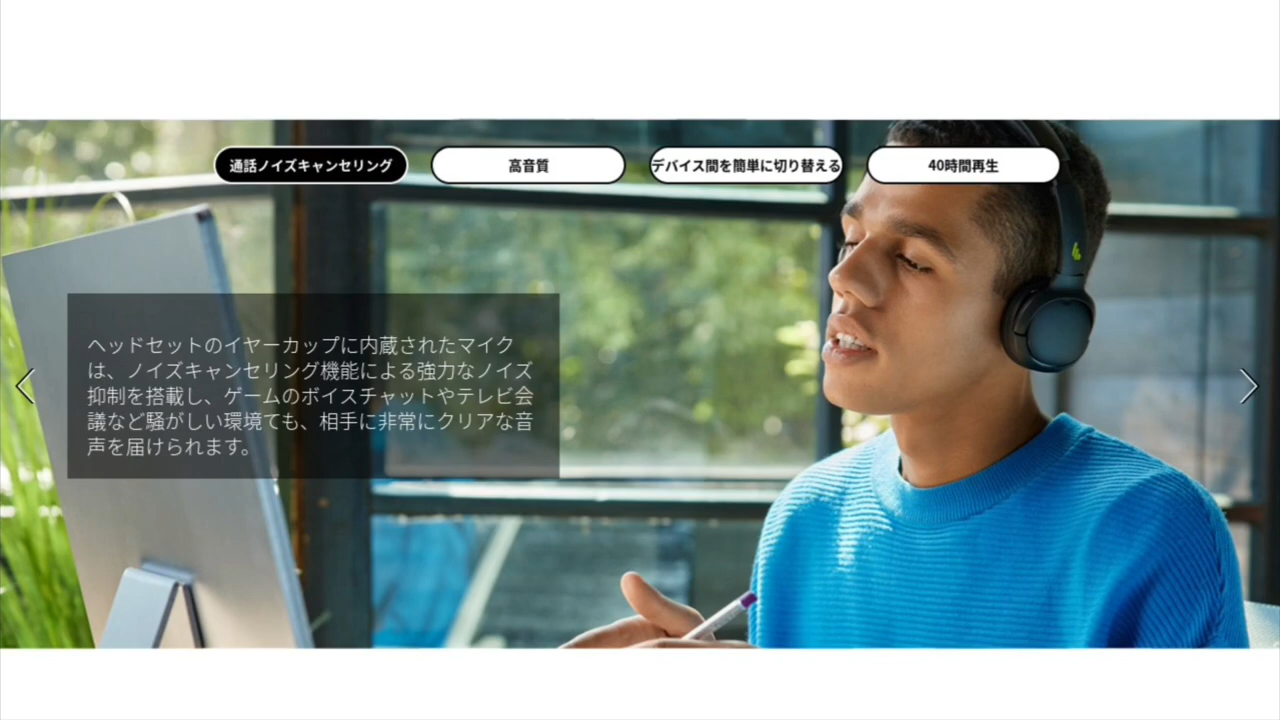 通話ノイズキャンセリング
高音質
デバイス間を簡単に切り替える
40時間再生
ヘッドセットのイヤーカップに内蔵されたマイク
は、ノイズキャンセリング機能による強力なノイズ
抑制を搭載し、ゲームのボイスチャットやテレビ会
議など騒がしい環境ても、相手に非常にクリアな音
声を届けられます。